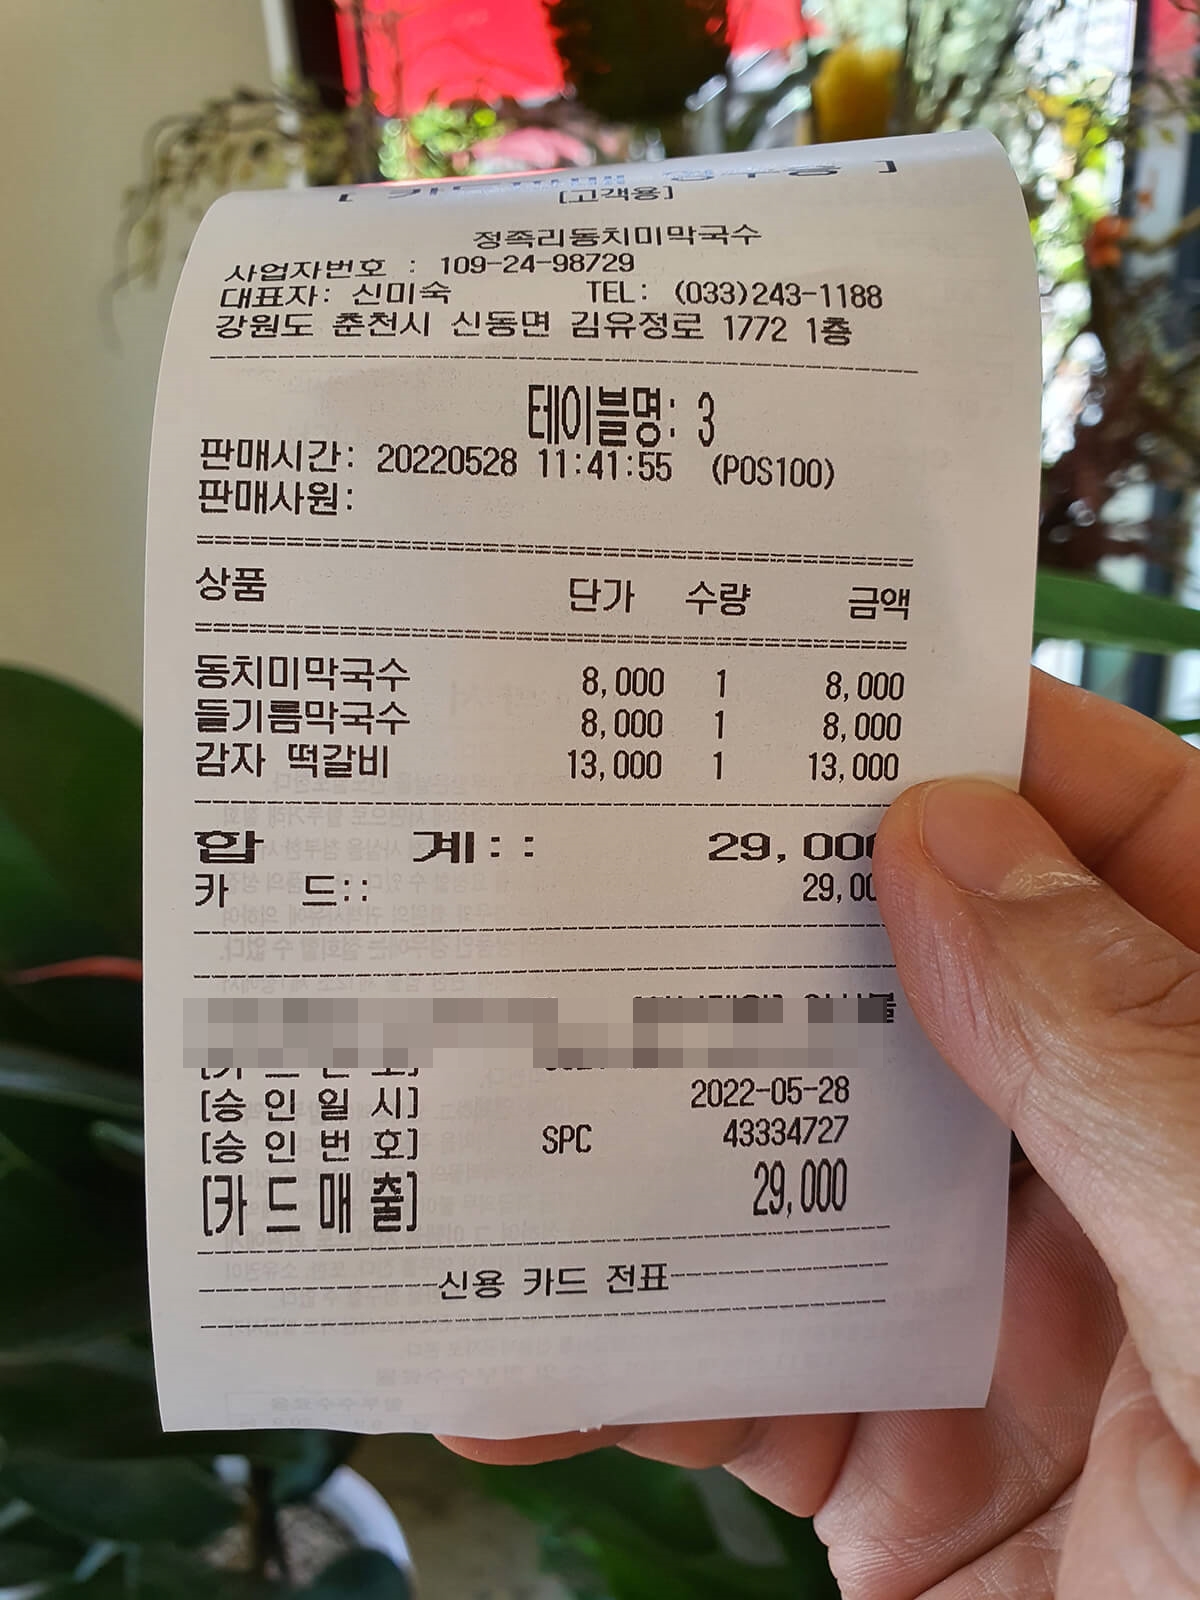 [고객용]
정족리동치미막국수
사업자번호 : 109-24-98729
대표자: 신미숙 TEL: (033)243-1188
강원도 춘천시 신동면 김유정로 1772 1층
테이블명: 3
판매시간: 20220528 11:41:55 (POS100)
판매사원:
상품 단가 수량 금액
동치미막국수 8,000 1 8,000
들기름막국수 8,000 1 8,000
감자 떡갈비 13,000 1 13,000
합 계::
카 드::
[승 인 일 시] 2022-05-28
[승 인 번 호] SPC 43334727
[카 드 매 출] 29,000
신용 카드 전표